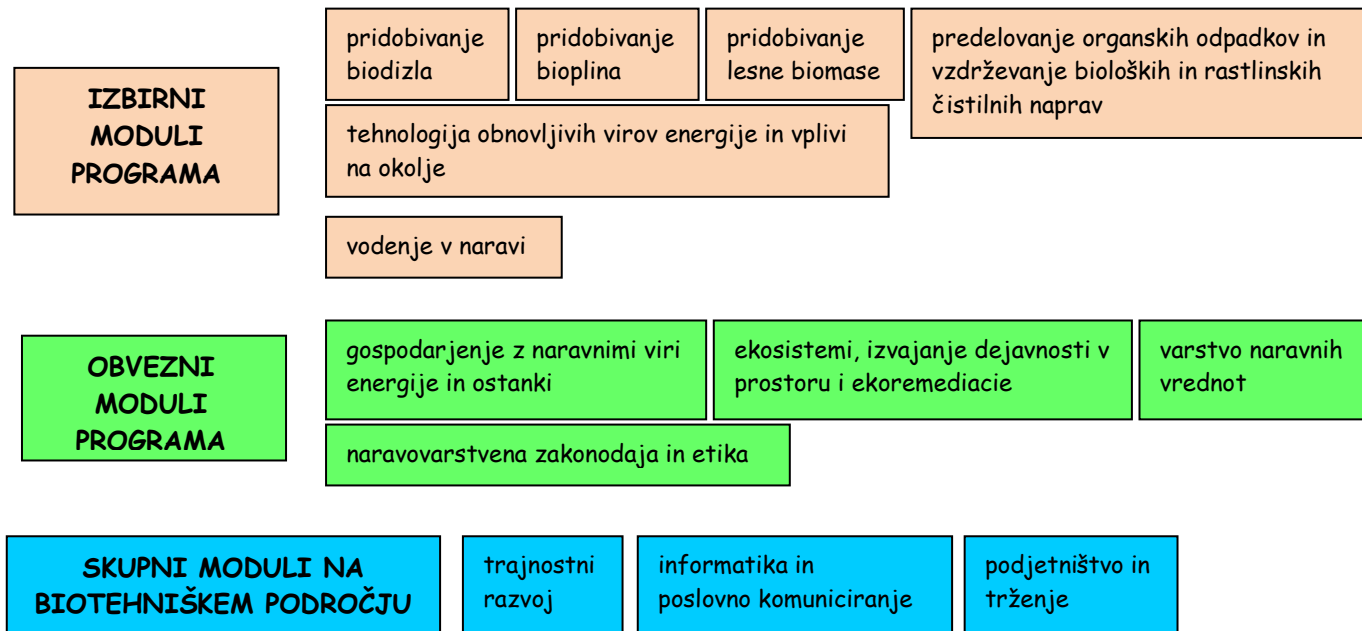 IZBIRNI
MODULI
PROGRAMA
pridobivanje
biodizla
pridobivanje
bioplina
pridobivanje
lesne biomase
predelovanje organskih odpadkov in
vzdrževanje bioloških in rastlinskih
čistilnih naprav
tehnologija obnovljivih virov energije in vplivi
na okolje
vodenje v naravi
OBVEZNI
MODULI
PROGRAMA
gospodarjenje z naravnimi viri
energije in ostanki
ekosistemi, izvajanje dejavnosti v
prostoru i ekoremediacie
varstvo naravnih
vrednot
naravovarstvena zakonodaja in etika
SKUPNI MODULI NA
BIOTEHNIŠKEM PODROČJU
trajnostni
razvoj
informatika in
poslovno komuniciranje
podjetništvo in
trženje